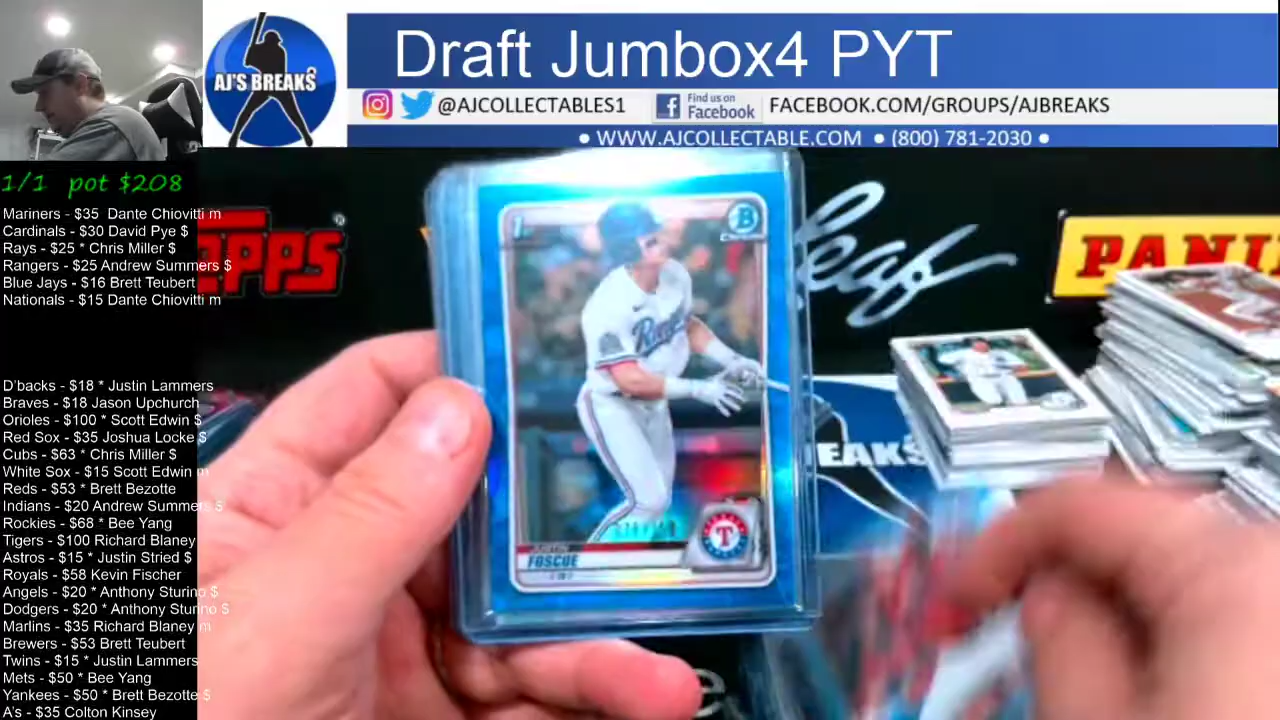 Draft Jumbox4 PYT
AJ'S BREAKS
@AJCOLLECTABLES1
Find us on
Facebook
FACEBOOK.COM/GROUPS/AJBREAKS
● WWW.AJCOLLECTABLE.COM ● (800) 781-2030 ●
1/1 pot $208
Mariners - $35 Dante Chiovitti m
Cardinals - $30 David Pye $
Rays - $25 * Chris Miller $
Rangers - $25 Andrew Summers $
Blue Jays - $16 Brett Teubert
Nationals - $15 Dante Chiovitti m
D'backs - $18 * Justin Lammers
Braves - $18 Jason Upchurch
Orioles - $100 * Scott Edwin $
Red Sox - $35 Joshua Locke $
Cubs - $63 * Chris Miller $
White Sox - $15 Scott Edwin m
Reds - $53 * Brett Bezotte
Indians - $20 Andrew Summers $
Rockies - $68 * Bee Yang
Tigers - $100 Richard Blaney
Astros - $15 * Justin Stried $
Royals - $58 Kevin Fischer
Angels - $20 * Anthony Sturino $
Dodgers - $20 * Anthony Sturino $
Marlins - $35 Richard Blaney m
Brewers - $53 Brett Teubert
Twins - $15 * Justin Lammers
Mets - $50 * Bee Yang
Yankees - $50 * Brett Bezotte $
A's - $35 Colton Kinsey
TOPPS
Leaf
PANINI
B
Rangers
T
JUSTIN
FOSCUE
EAKS